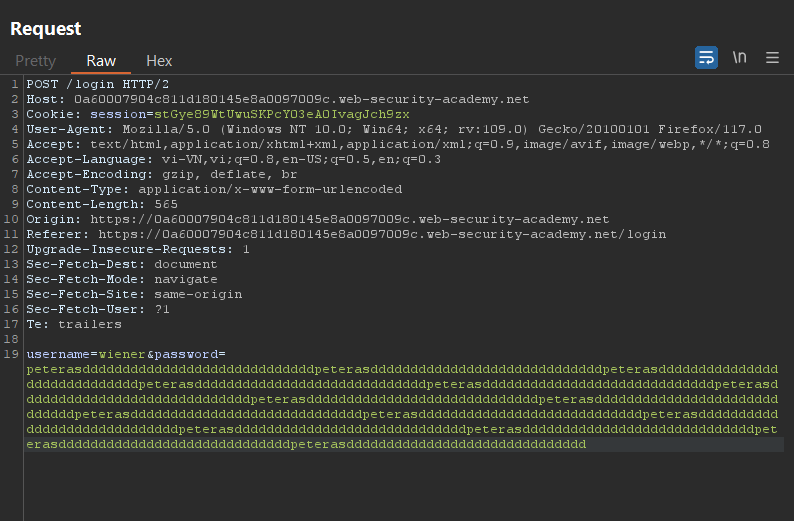 Request
Pretty Raw Hex
\n
1 POST /login HTTP/2
2 Host: 0a60007904c811d180145e8a0097009c.web-security-academy.net
3 Cookie: session=stGye89WtUwuSKPcY03eA0IvagJch9zx
4 User-Agent: Mozilla/5.0 (Windows NT 10.0; Win64; x64; rv:109.0) Gecko/20100101 Firefox/117.0
5 Accept: text/html,application/xhtml+xml,application/xml;q=0.9,image/avif,image/webp,*/*;q=0.8
6 Accept-Language: vi-VN,vi;q=0.8,en-US;q=0.5,en;q=0.3
7 Accept-Encoding: gzip, deflate, br
8 Content-Type: application/x-www-form-urlencoded
9 Content-Length: 565
10 Origin: https://0a60007904c811d180145e8a0097009c.web-security-academy.net
11 Referer: https://0a60007904c811d180145e8a0097009c.web-security-academy.net/login
12 Upgrade-Insecure-Requests: 1
13 Sec-Fetch-Dest: document
14 Sec-Fetch-Mode: navigate
15 Sec-Fetch-Site: same-origin
16 Sec-Fetch-User: ?1
17 Te: trailers
18
19 username=wiener&password=
peterasdddddddddddddddddddddddddddddpeterasdddddddddddddddddddddddddddddpeterasddddddddddddddd
ddddddddddddddpeterasdddddddddddddddddddddddddddddpeterasdddddddddddddddddddddddddddddpeterasd
ddddddddddddddddddddddddddddpeterasdddddddddddddddddddddddddddddpeterasddddddddddddddddddddddd
ddddddpeterasdddddddddddddddddddddddddddddpeterasddddddddddddddddddddddddddddpeterasdddddddddd
dddddddddddddddddddpeterasdddddddddddddddddddddddddddddpeterasdddddddddddddddddddddddddddddpet
erasdddddddddddddddddddddddddddddpeterasdddddddddddddddddddddddddddddd